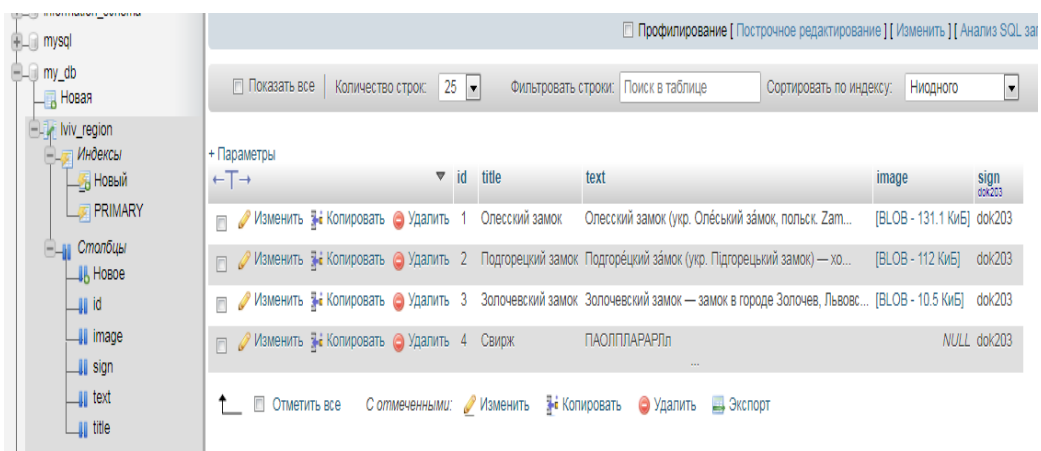 mysql
my_db
Новая
lviv_region
Индексы
Новый
PRIMARY
Столбцы
Новое
id
image
sign
text
title
Профилирование [ Построчное редактирование ] [ Изменить ] [ Анализ SQL
Показать все Количество строк: 25 Фильтровать строки: Поиск в таблице Сортировать по индексу: Ниодного
+ Параметры
←T→ ▼ id title text image sign
dok203
Изменить Копировать Удалить 1 Олесский замок Олесский замок (укр. Оле́ський за́мок, польск. Zam... [BLOB - 131.1 КиБ] dok203
Изменить Копировать Удалить 2 Подгорецкий замок Подгоре́цкий за́мок (укр. Підгорецький замок) — хо... [BLOB - 112 КиБ] dok203
Изменить Копировать Удалить 3 Золочевский замок Золочевский замок — замок в городе Золочев, Львовс... [BLOB - 10.5 КиБ] dok203
Изменить Копировать Удалить 4 Свирж ПАОЛППАРАРЛп NULL dok203
...
Отметить все С отмеченными: Изменить Копировать Удалить Экспорт